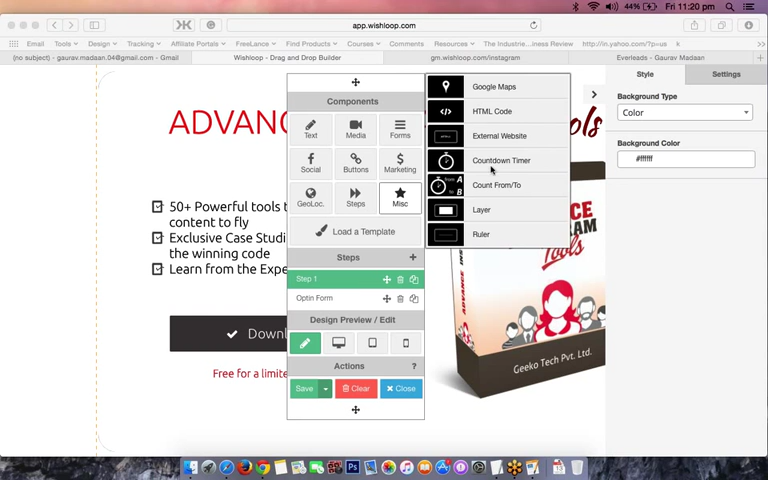 44%
Fri 11:20 pm
app.wishloop.com
Email
Tools
Design
Tracking
Affiliate Portals
FreeLance
Find Products
Courses
Comments
Resources
The Industrie...iness Review
http://in.yahoo.com/?p=us
(no subject) - gaurav.madaan.04@gmail.com - Gmail
Wishloop - Drag and Drop Builder
gm.wishloop.com/instagram
Everleads - Gaurav Madaan
ADVAN
ols
50+ Powerful tools t
content to fly
Exclusive Case Studi
the winning code
Learn from the Expe
Downl
Free for a limite
Components
Text
Media
Forms
Social
Buttons
Marketing
GeoLoc.
Steps
Misc
Load a Template
Steps
+
Step 1
Optin Form
Design Preview / Edit
Actions
?
Save
Clear
Close
Google Maps
HTML Code
External Website
Countdown Timer
from A to B
Count From/To
Layer
Ruler
Style
Settings
Background Type
Color
Background Color
#ffffff
Geeko Tech Pvt. Ltd.